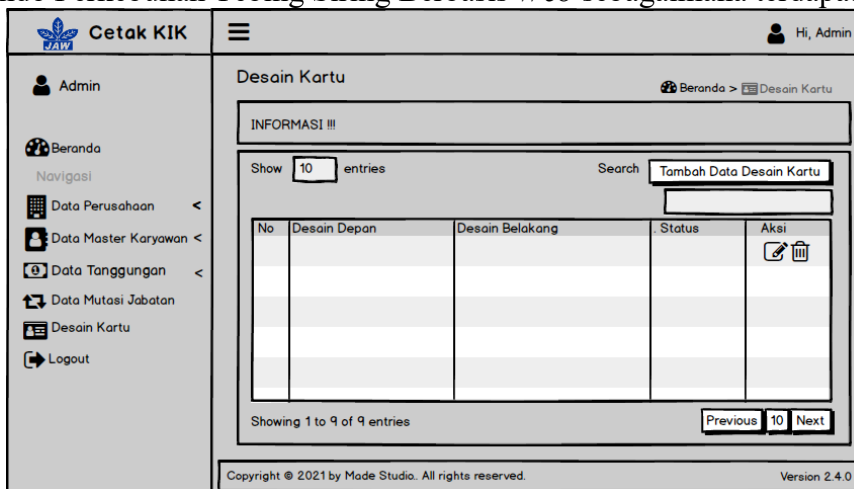 Cetak KIK
JAW
Hi, Admin
Admin
Beranda
Navigasi
Data Perusahaan <
Data Master Karyawan <
Data Tanggungan <
Data Mutasi Jabatan
Desain Kartu
Logout
Desain Kartu
Beranda > Desain Kartu
INFORMASI !!!
Show 10 entries
Search Tambah Data Desain Kartu
No Desain Depan Desain Belakang . Status Aksi
Showing 1 to 9 of 9 entries
Previous 10 Next
Copyright © 2021 by Made Studio.. All rights reserved.
Version 2.4.0